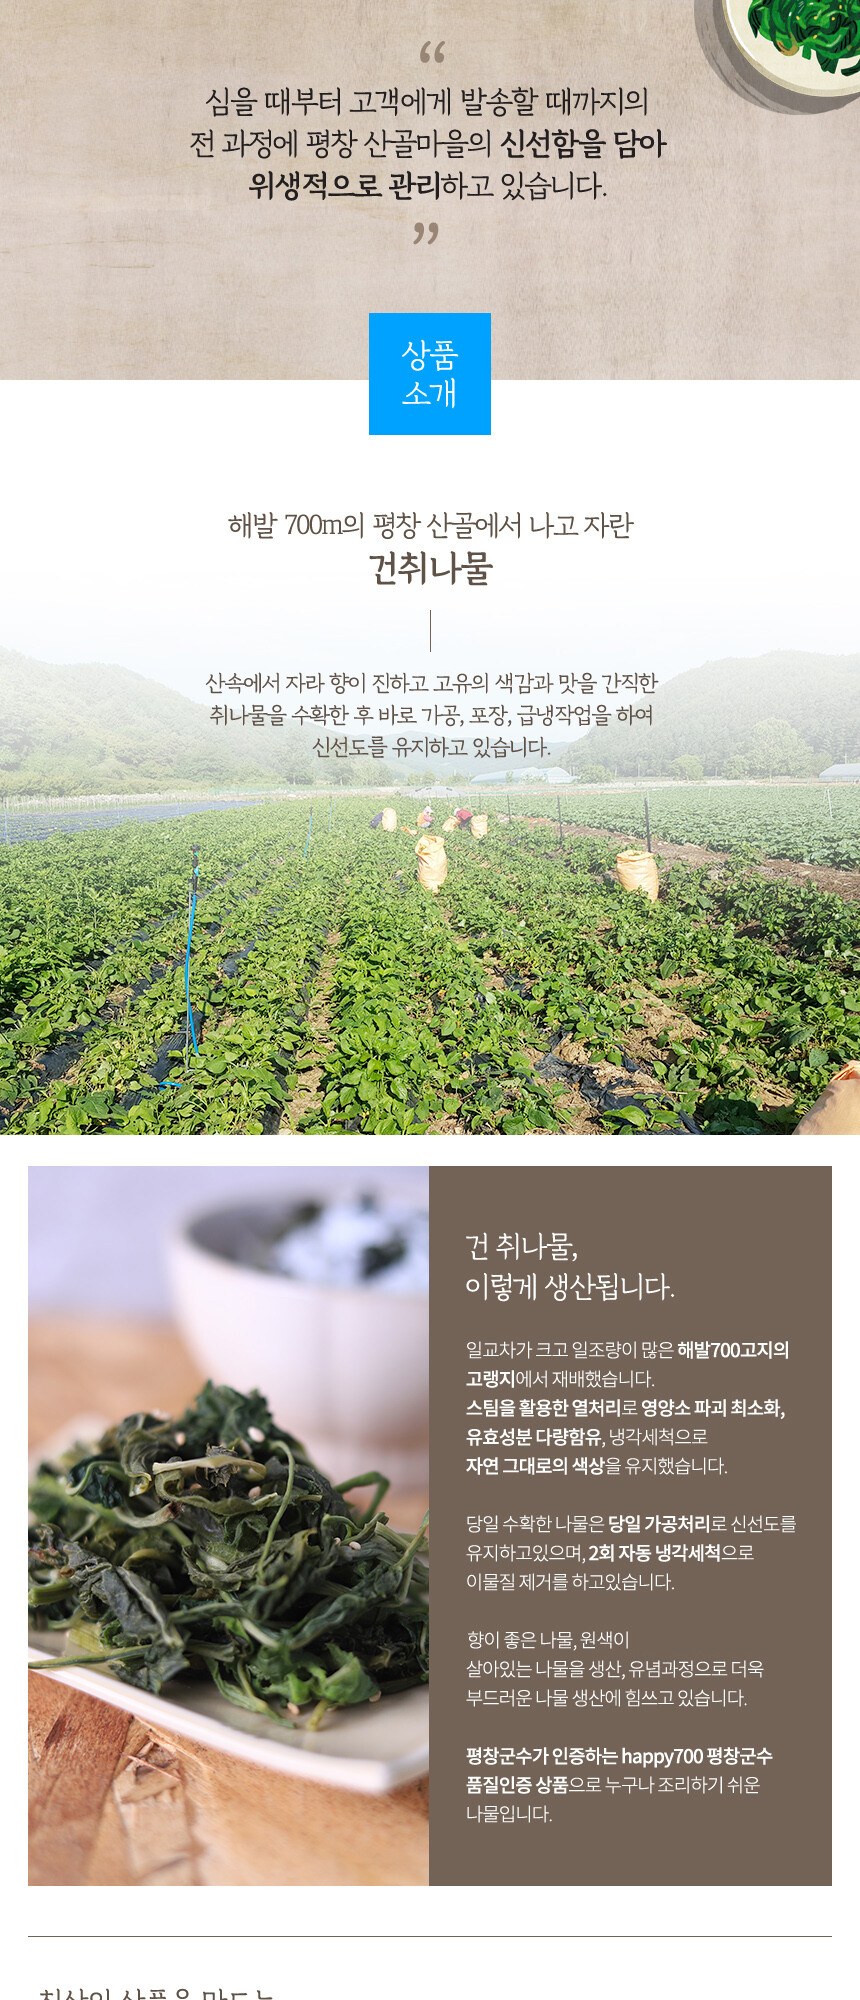 “
심을 때부터 고객에게 발송할 때까지의
전 과정에 평창 산골마을의 신선함을 담아
위생적으로 관리하고 있습니다.
”
상품
소개
해발 700m의 평창 산골에서 나고 자란
건취나물
산속에서 자라 향이 진하고 고유의 색감과 맛을 간직한
취나물을 수확한 후 바로 가공, 포장, 급냉작업을 하여
신선도를 유지하고 있습니다.
건 취나물,
이렇게 생산됩니다.
일교차가 크고 일조량이 많은 해발700고지의
고랭지에서 재배했습니다.
스팀을 활용한 열처리로 영양소 파괴 최소화,
유효성분 다량함유, 냉각세척으로
자연 그대로의 색상을 유지했습니다.
당일 수확한 나물은 당일 가공처리로 신선도를
유지하고있으며, 2회 자동 냉각세척으로
이물질 제거를 하고있습니다.
향이 좋은 나물, 원색이
살아있는 나물을 생산, 유념과정으로 더욱
부드러운 나물 생산에 힘쓰고 있습니다.
평창군수가 인증하는 happy700 평창군수
품질인증 상품으로 누구나 조리하기 쉬운
나물입니다.